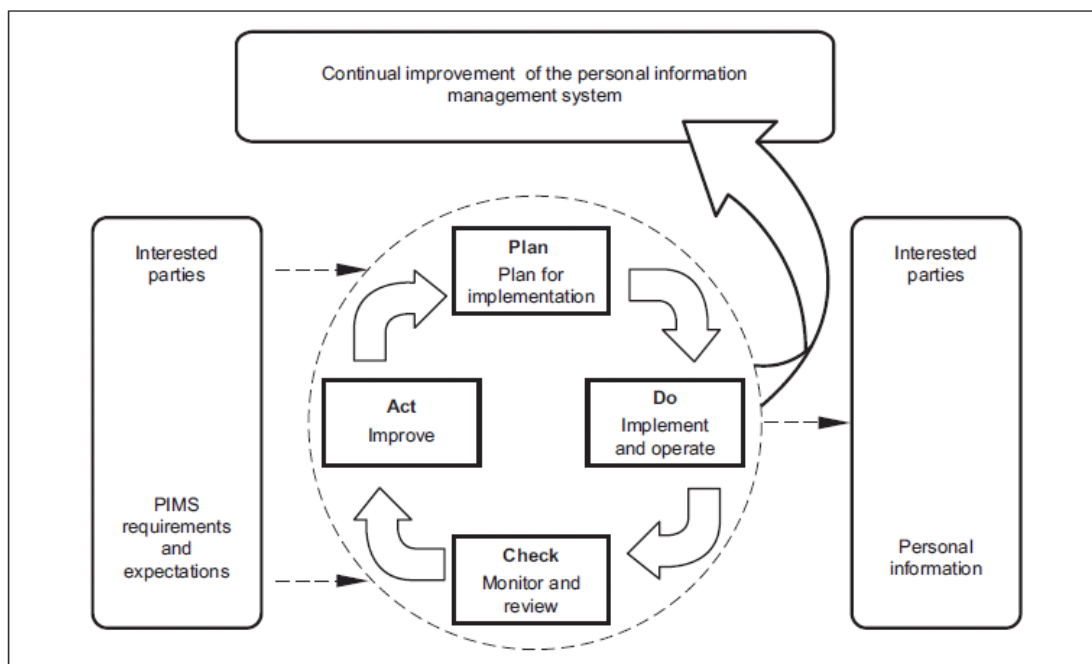 Continual improvement of the personal information
management system
Interested
parties
PIMS
requirements
and
expectations
Plan
Plan for
implementation
Do
Implement
and operate
Check
Monitor and
review
Act
Improve
Interested
parties
Personal
information